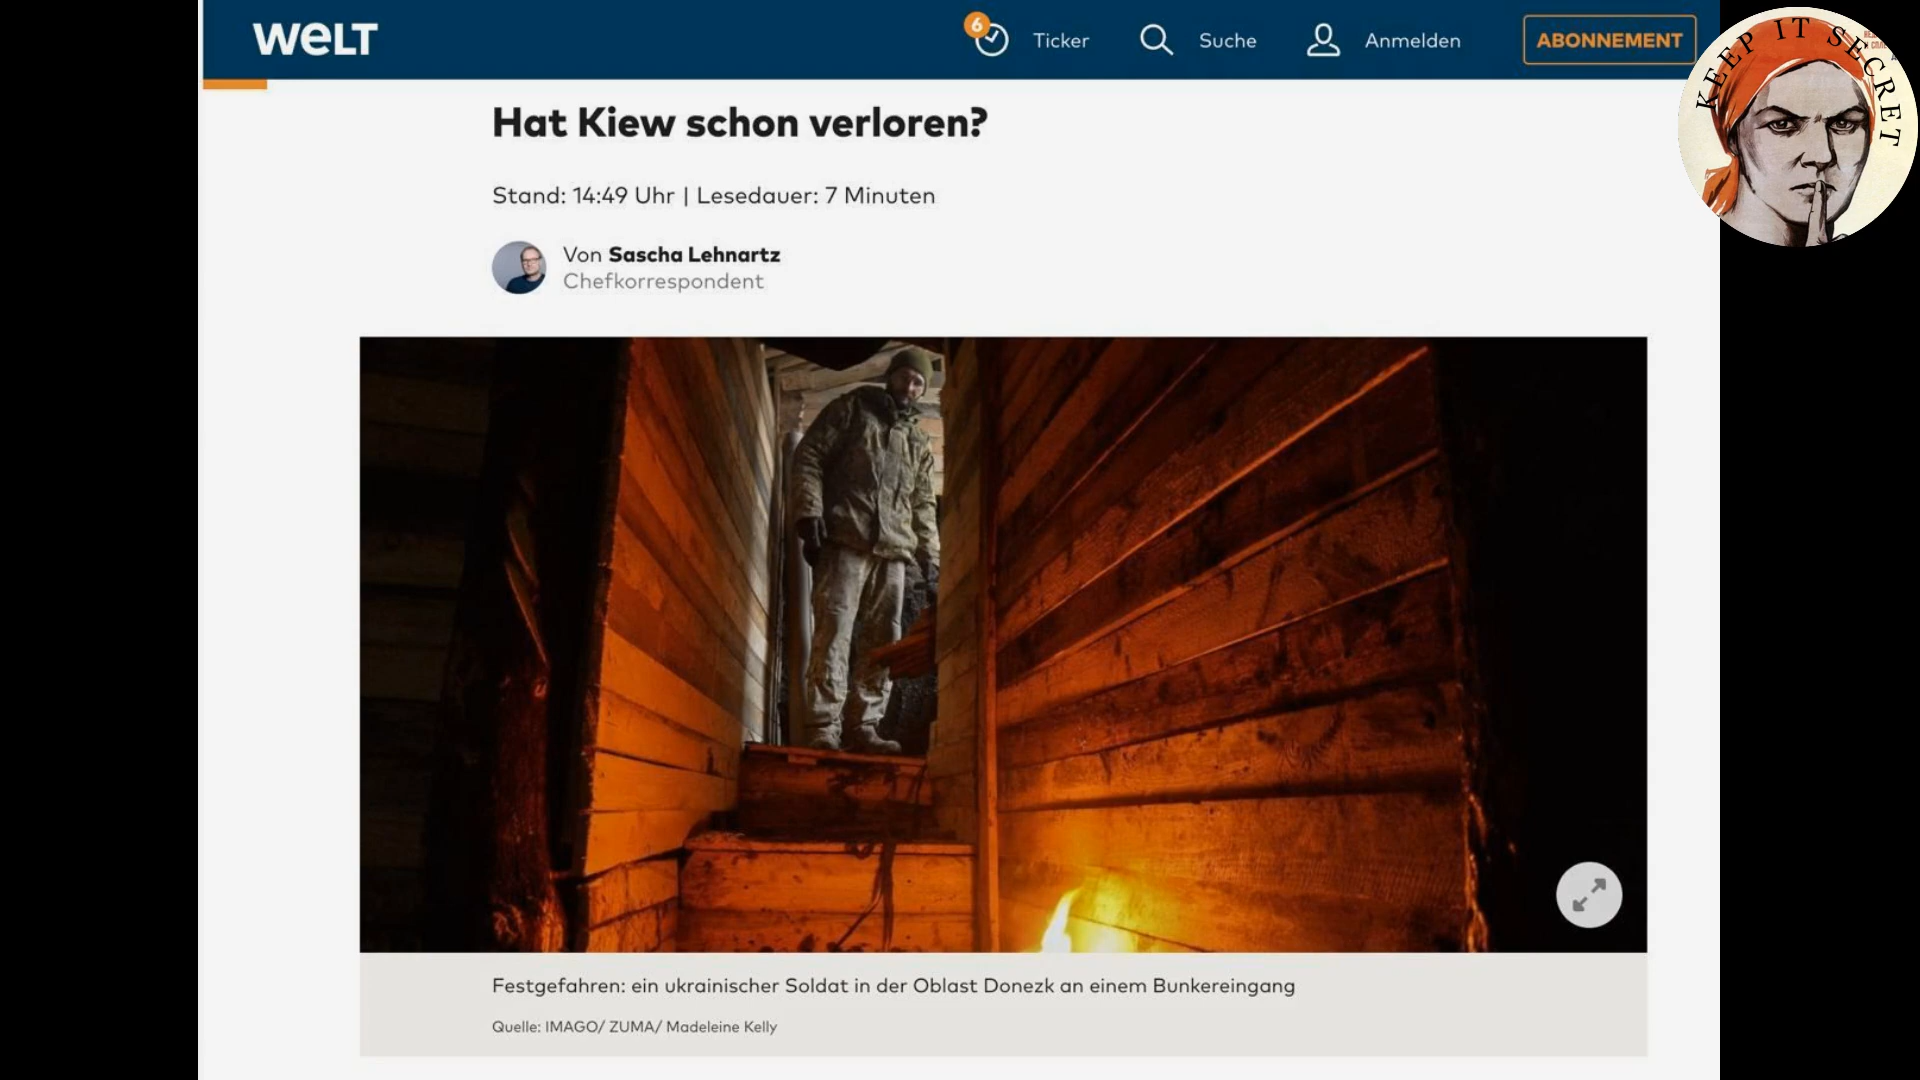 WELT
6
Ticker
Suche
Anmelden
ABONNEMENT
KEEP IT SECRET
Hat Kiew schon verloren?
Stand: 14:49 Uhr | Lesedauer: 7 Minuten
Von Sascha Lehnartz
Chefkorrespondent
Festgefahren: ein ukrainischer Soldat in der Oblast Donezk an einem Bunkereingang
Quelle: IMAGO/ ZUMA/ Madeleine Kelly